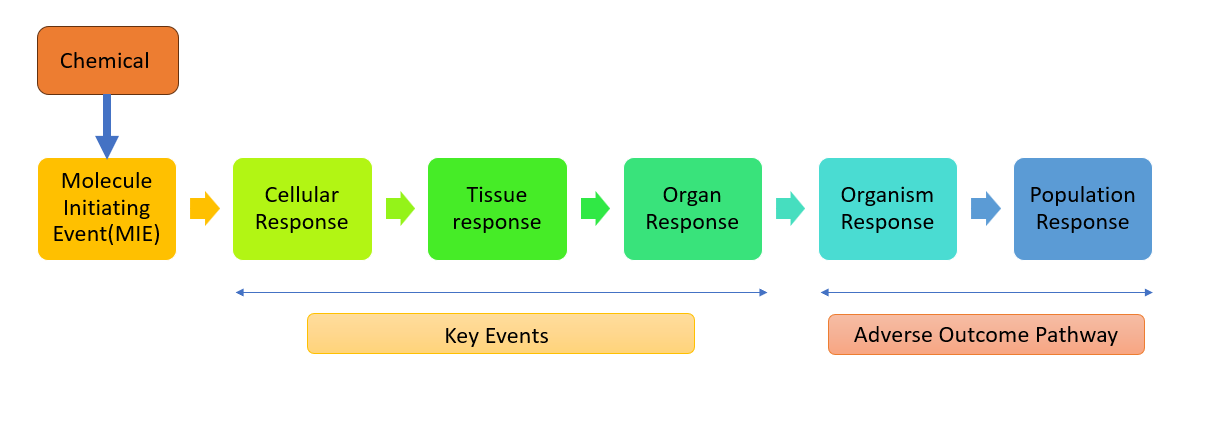 Chemical
Molecule
Initiating
Event(MIE)
Cellular
Response
Tissue
response
Organ
Response
Organism
Response
Population
Response
Key Events
Adverse Outcome Pathway